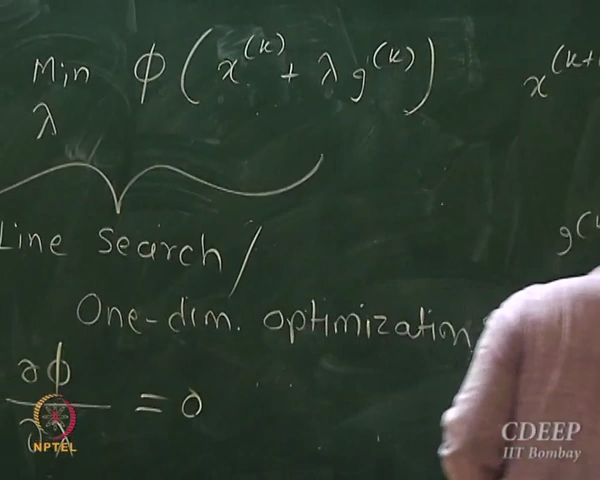 Min φ(x^(k) + λ g^(k))
λ
x^(k+
Line Search/
g^(k
One-dim. optimization
∂φ
= 0
∂λ
NPTEL
CDEEP
IIT Bombay